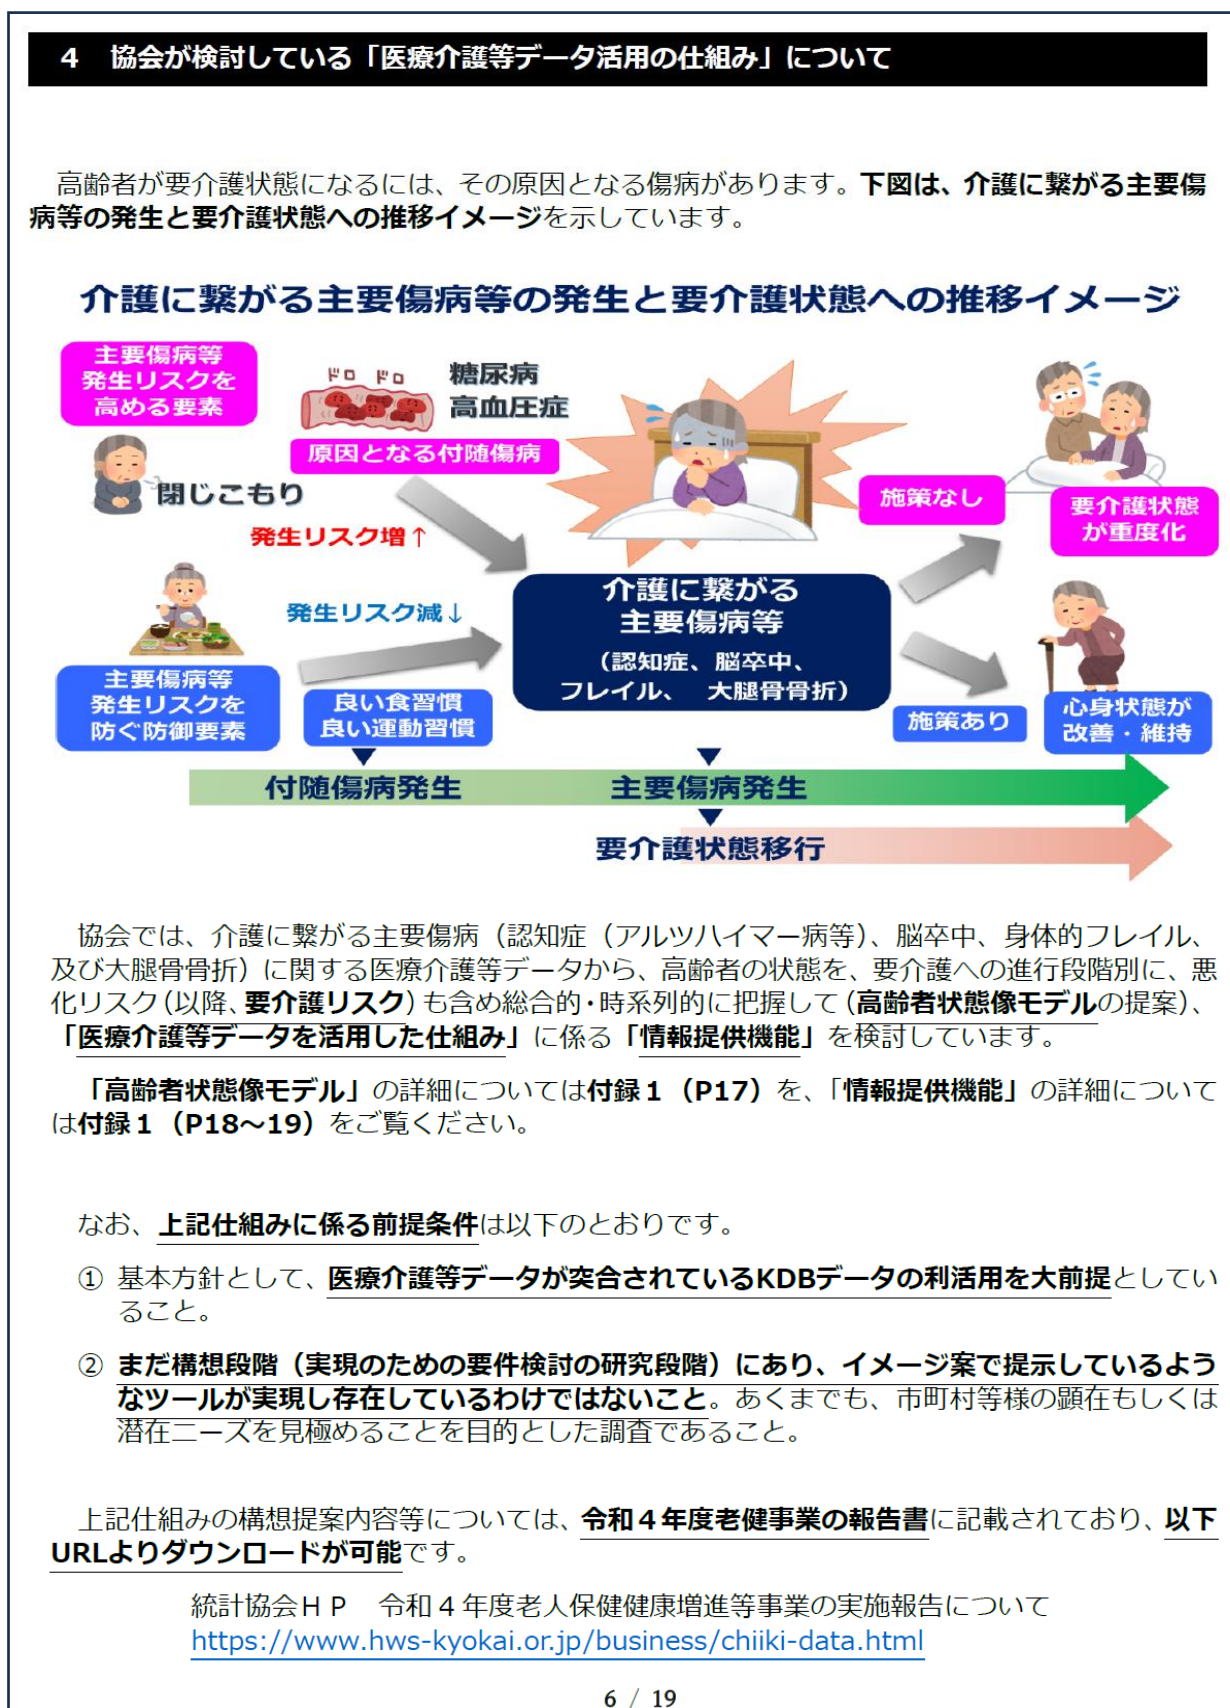 4　協会が検討している「医療介護等データ活用の仕組み」について
高齢者が要介護状態になるには、その原因となる傷病があります。下図は、介護に繋がる主要傷
病等の発生と要介護状態への推移イメージを示しています。
介護に繋がる主要傷病等の発生と要介護状態への推移イメージ
主要傷病等
発生リスクを
高める要素
ドロ ドロ
糖尿病
高血圧症
原因となる付随傷病
閉じこもり
発生リスク増↑
施策なし
要介護状態
が重度化
発生リスク減↓
介護に繋がる
主要傷病等
（認知症、脳卒中、
フレイル、 大腿骨骨折）
主要傷病等
発生リスクを
防ぐ防御要素
良い食習慣
良い運動習慣
施策あり
心身状態が
改善・維持
付随傷病発生
主要傷病発生
要介護状態移行
協会では、介護に繋がる主要傷病（認知症（アルツハイマー病等）、脳卒中、身体的フレイル、
及び大腿骨骨折）に関する医療介護等データから、高齢者の状態を、要介護への進行段階別に、悪
化リスク（以降、要介護リスク）も含め総合的・時系列的に把握して（高齢者状態像モデルの提案）、
「医療介護等データを活用した仕組み」に係る「情報提供機能」を検討しています。
「高齢者状態像モデル」の詳細については付録１（P17）を、「情報提供機能」の詳細について
は付録１（P18～19）をご覧ください。
なお、上記仕組みに係る前提条件は以下のとおりです。
① 基本方針として、医療介護等データが突合されているKDBデータの利活用を大前提としてい
ること。
② まだ構想段階（実現のための要件検討の研究段階）にあり、イメージ案で提示しているよう
なツールが実現し存在しているわけではないこと。あくまでも、市町村等様の顕在もしくは
潜在ニーズを見極めることを目的とした調査であること。
上記仕組みの構想提案内容等については、令和４年度老健事業の報告書に記載されており、以下
URLよりダウンロードが可能です。
統計協会ＨＰ　令和４年度老人保健健康増進等事業の実施報告について
https://www.hws-kyokai.or.jp/business/chiiki-data.html
6 / 19